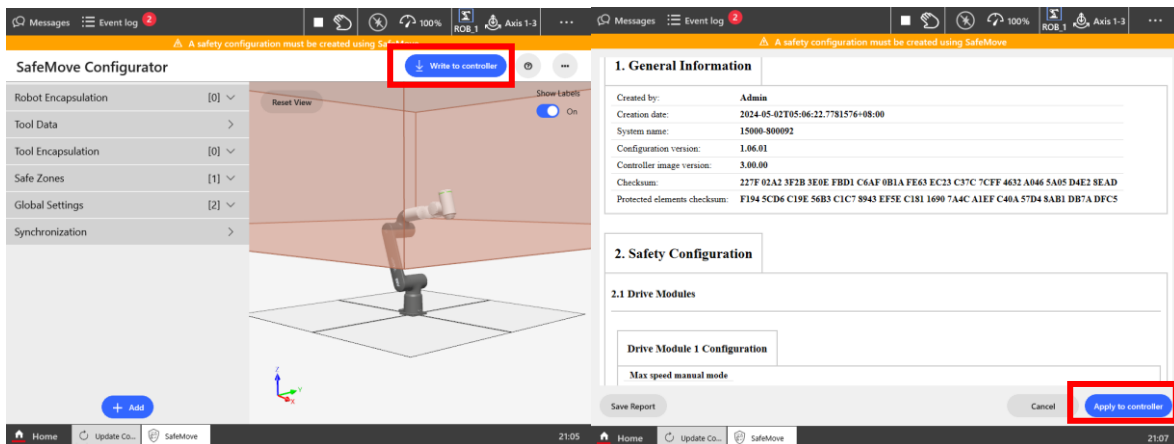 Messages Event log 2 100% ROB_1 Axis 1-3 ...
A safety configuration must be created using SafeMove
SafeMove Configurator Write to controller ...
Robot Encapsulation [0]
Tool Data
Tool Encapsulation [0]
Safe Zones [1]
Global Settings [2]
Synchronization
Reset View
Show Labels
On
Z
Y
X
+ Add
Home Update Co... SafeMove 21:05
Messages Event log 2 100% ROB_1 Axis 1-3 ...
A safety configuration must be created using SafeMove
1. General Information
Created by: Admin
Creation date: 2024-05-02T05:06:22.7781576+08:00
System name: 15000-800092
Configuration version: 1.06.01
Controller image version: 3.00.00
Checksum: 227F 02A2 3F2B 3E0E FBD1 C6AF 0B1A FE63 EC23 C37C 7CFF 4632 A046 5A05 D4E2 8EAD
Protected elements checksum: F194 5CD6 C19E 56B3 C1C7 8943 EF5E C181 1690 7A4C A1EF C40A 57D4 8AB1 DB7A DFC5
2. Safety Configuration
2.1 Drive Modules
Drive Module 1 Configuration
Max speed manual mode
Save Report Cancel Apply to controller
Home Update Co... SafeMove 21:07